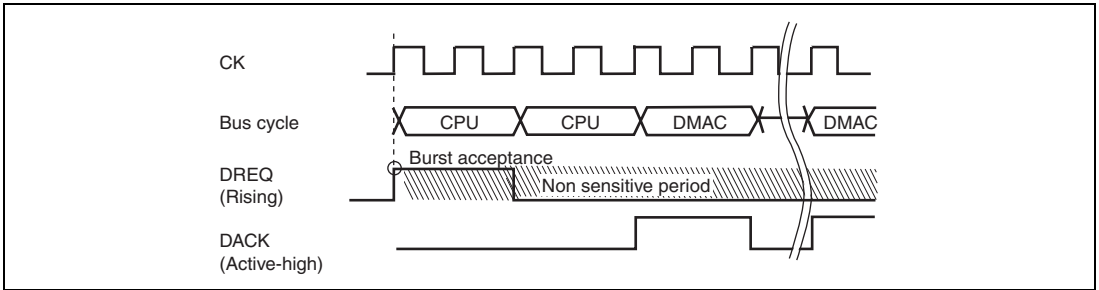 CK
Bus cycle CPU CPU DMAC DMAC
Burst acceptance
DREQ
(Rising)
Non sensitive period
DACK
(Active-high)